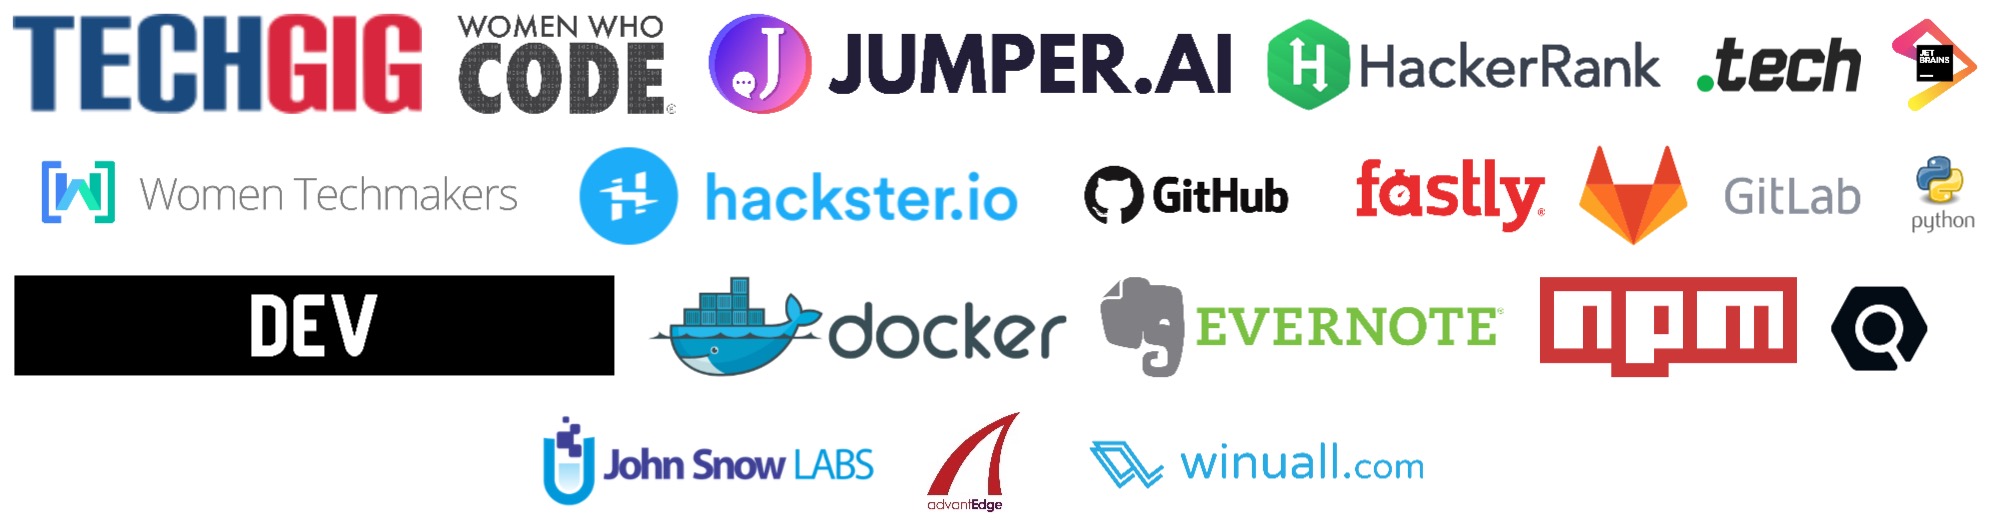 TECHGIG
WOMEN WHO
CODE®
J JUMPER.AI
H HackerRank
.tech
JET
BRAINS
W Women Techmakers
hackster.io
GitHub
fastly®
GitLab
python
DEV
docker
EVERNOTE®
npm
John Snow LABS
advantEdge
winuall.com